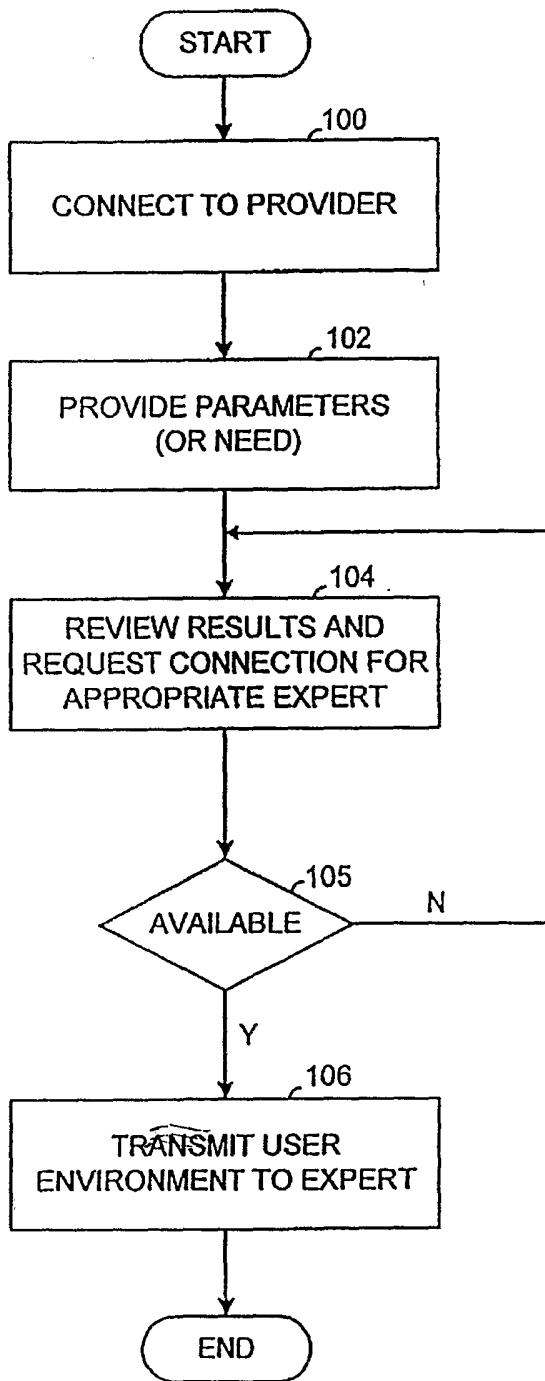 START
100
CONNECT TO PROVIDER
102
PROVIDE PARAMETERS
(OR NEED)
104
REVIEW RESULTS AND
REQUEST CONNECTION FOR
APPROPRIATE EXPERT
105
AVAILABLE
N
Y
106
TRANSMIT USER
ENVIRONMENT TO EXPERT
END